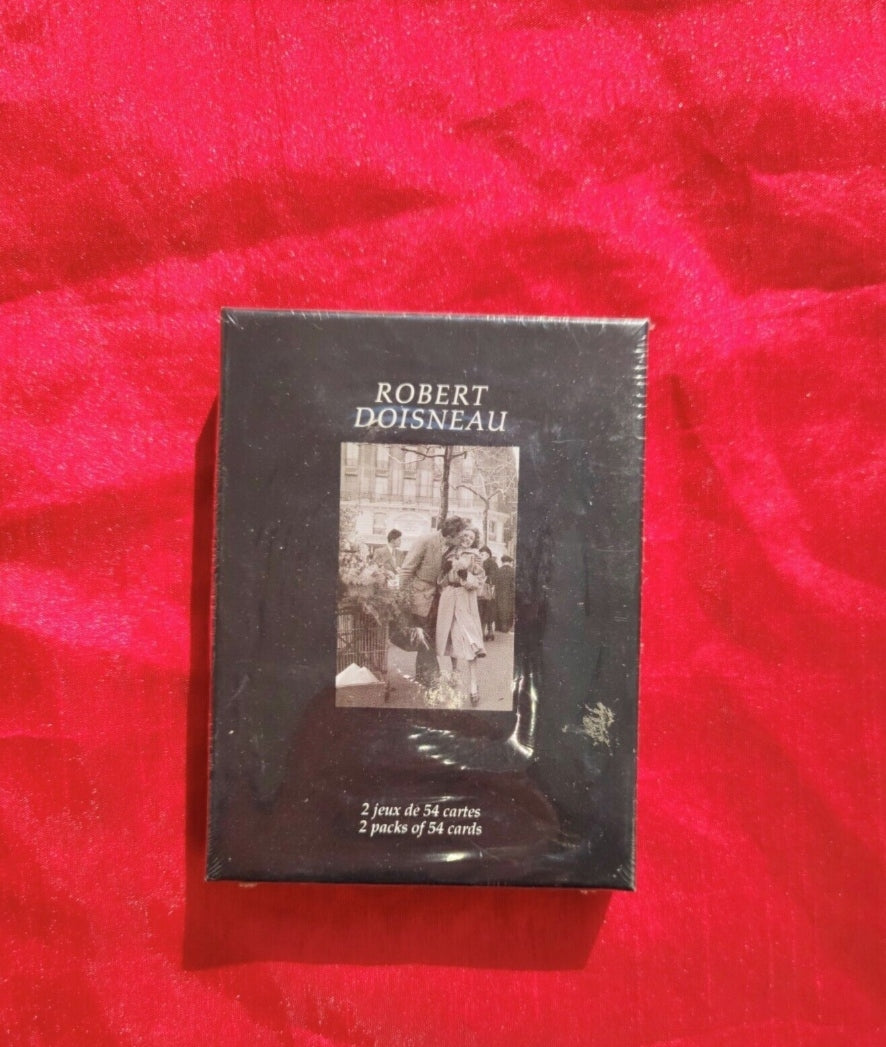 ROBERT
DOISNEAU
2 jeux de 54 cartes
2 packs of 54 cards